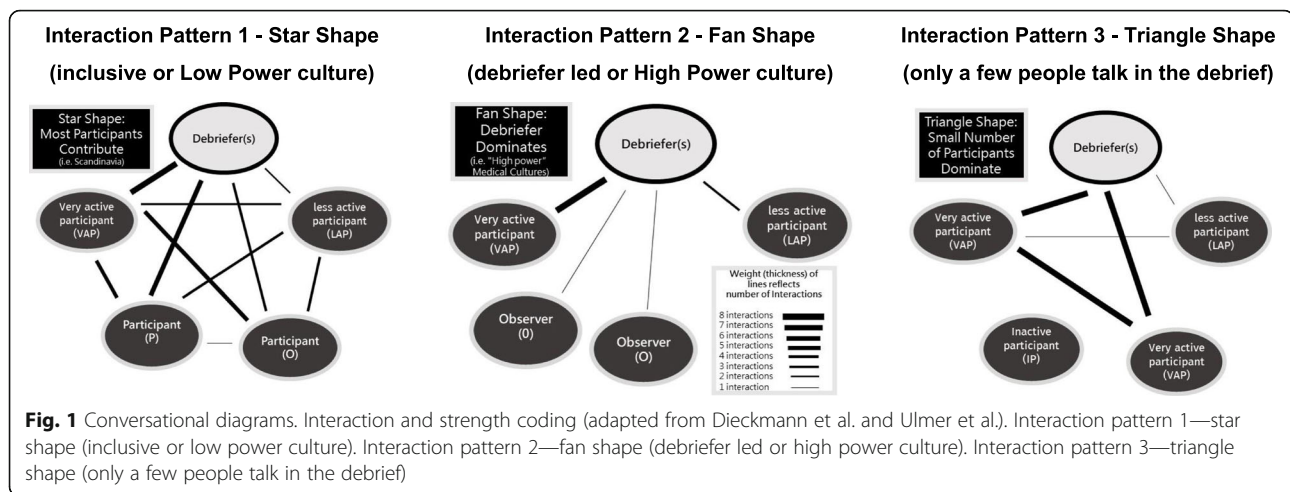 Interaction Pattern 1 - Star Shape
(inclusive or Low Power culture)
Star Shape:
Most Participants
Contribute
(i.e. Scandinavia)
Debriefer(s)
Very active
participant
(VAP)
less active
participant
(LAP)
Participant
(P)
Participant
(O)
Interaction Pattern 2 - Fan Shape
(debriefer led or High Power culture)
Fan Shape:
Debriefer
Dominates
(i.e. "High power"
Medical Cultures)
Debriefer(s)
Very active
participant
(VAP)
less active
participant
(LAP)
Observer
(0)
Observer
(O)
Weight (thickness) of
lines reflects
number of Interactions
8 interactions
7 interactions
6 interactions
5 interactions
4 interactions
3 interactions
2 interactions
1 interaction
Interaction Pattern 3 - Triangle Shape
(only a few people talk in the debrief)
Triangle Shape:
Small Number
of Participants
Dominate
Debriefer(s)
Very active
participant
(VAP)
less active
participant
(LAP)
Inactive
participant
(IP)
Very active
participant
(VAP)
Fig. 1 Conversational diagrams. Interaction and strength coding (adapted from Dieckmann et al. and Ulmer et al.). Interaction pattern 1—star
shape (inclusive or low power culture). Interaction pattern 2—fan shape (debriefer led or high power culture). Interaction pattern 3—triangle
shape (only a few people talk in the debrief)